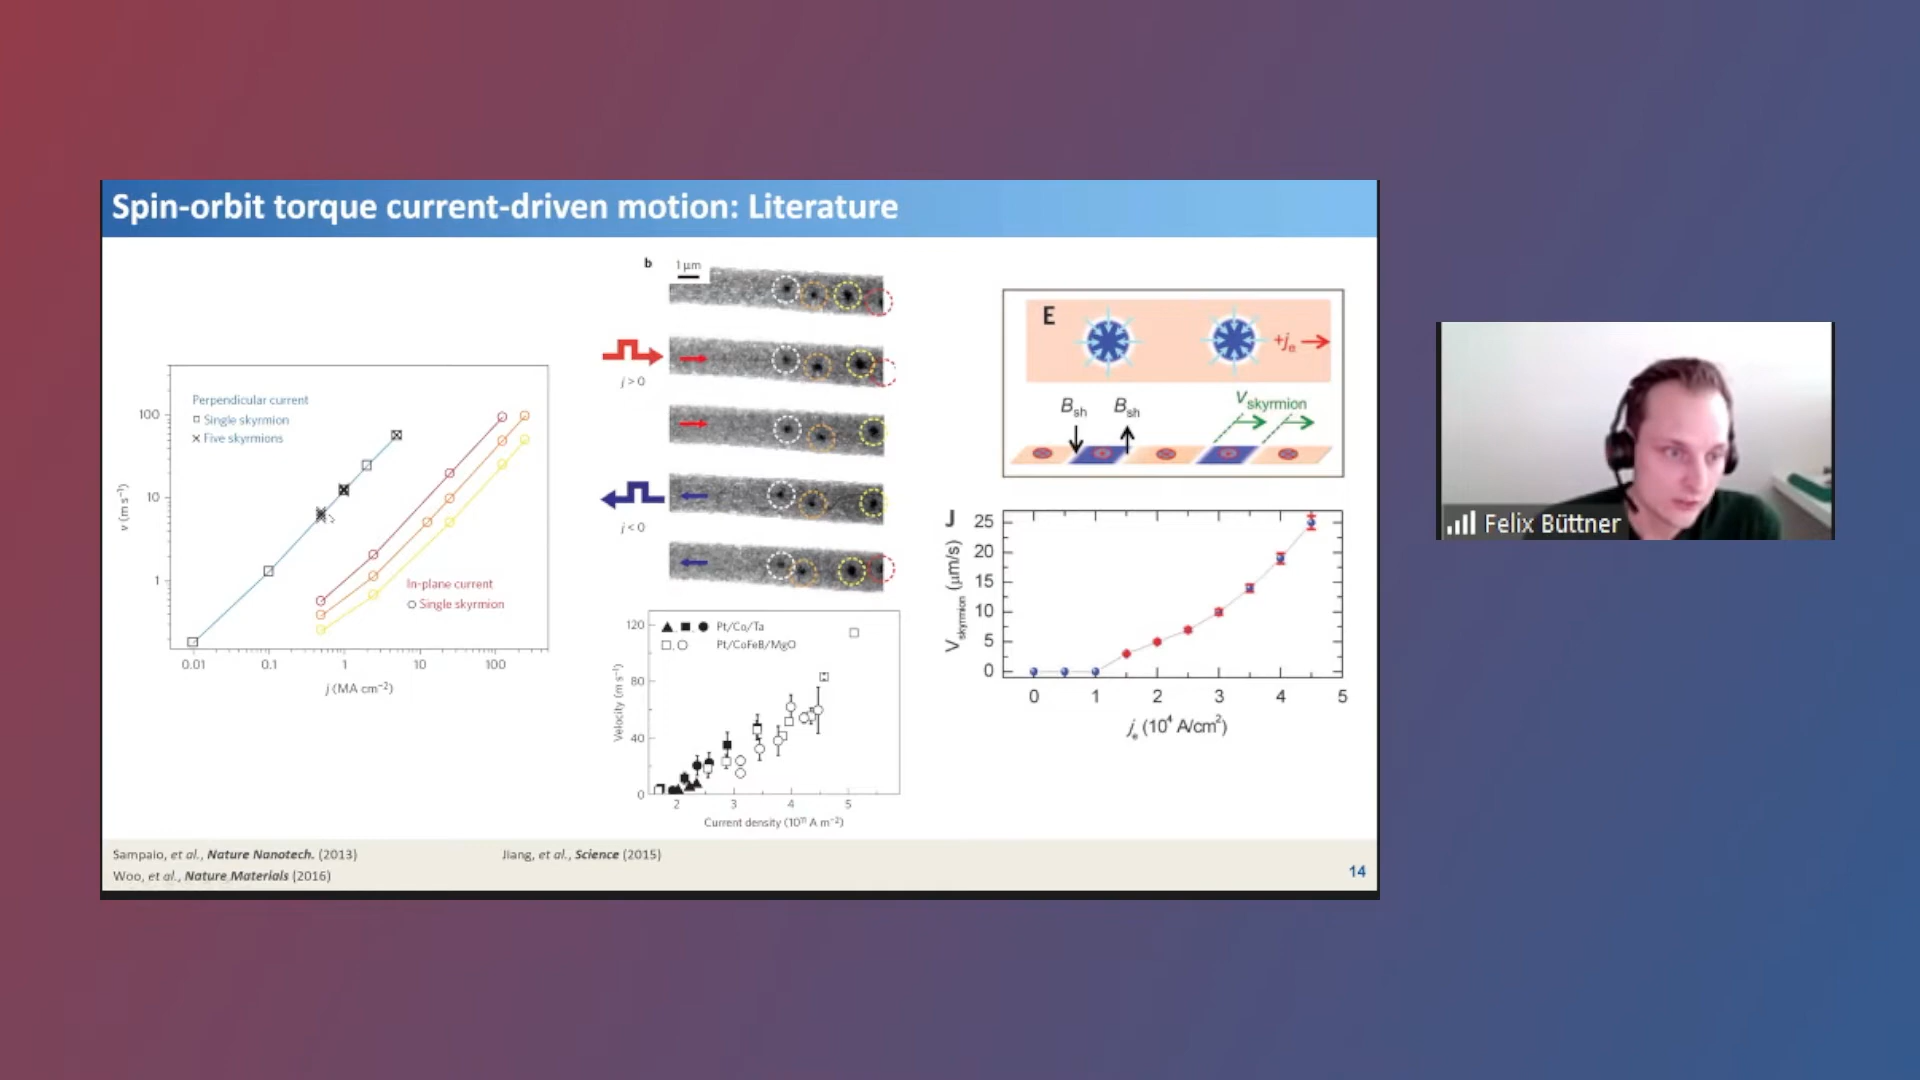 Spin-orbit torque current-driven motion: Literature
Perpendicular current
Single skyrmion
Five skyrmions
In-plane current
Single skyrmion
v (m s⁻¹)
100
10
1
0.01 0.1 1 10 100
j (MA cm⁻²)
b
1 µm
j > 0
j < 0
Pt/Co/Ta
Pt/CoFeB/MgO
Velocity (m s⁻¹)
120
80
40
0
2 3 4 5
Current density (10¹¹ A m⁻²)
E
+jₑ
Bsh Bsh
Vskyrmion
J
Vskyrmion (µm/s)
25
20
15
10
5
0
0 1 2 3 4 5
jₑ (10⁴ A/cm²)
Sampaio, et al., Nature Nanotech. (2013)
Jiang, et al., Science (2015)
Woo, et al., Nature Materials (2016)
14
Felix Büttner